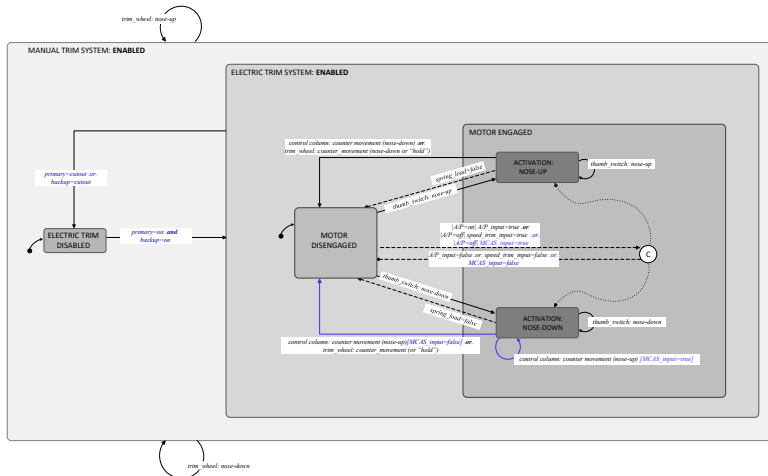 trim_wheel: nose-up
MANUAL TRIM SYSTEM: ENABLED
ELECTRIC TRIM SYSTEM: ENABLED
MOTOR ENGAGED
control column: counter movement (nose-down) .or.
trim_wheel: counter_movement (nose-down or "hold")
ACTIVATION:
NOSE-UP
thumb_switch: nose-up
spring_load=false
thumb_switch: nose-up
primary=cutout .or.
backup=cutout
ELECTRIC TRIM
DISABLED
primary=on .and.
backup=on
MOTOR
DISENGAGED
[A/P=on] A/P_input=true .or.
[A/P=off] speed_trim_input=true .or.
[A/P=off] MCAS_input=true
C
A/P_input=false .or. speed_trim_input=false .or.
MCAS_input=false
thumb_switch: nose-down
spring_load=false
ACTIVATION:
NOSE-DOWN
thumb_switch: nose-down
control column: counter movement (nose-up)[MCAS_input=false] .or.
trim_wheel: counter_movement (or "hold")
control column: counter movement (nose-up) [MCAS_input=true]
trim_wheel: nose-down